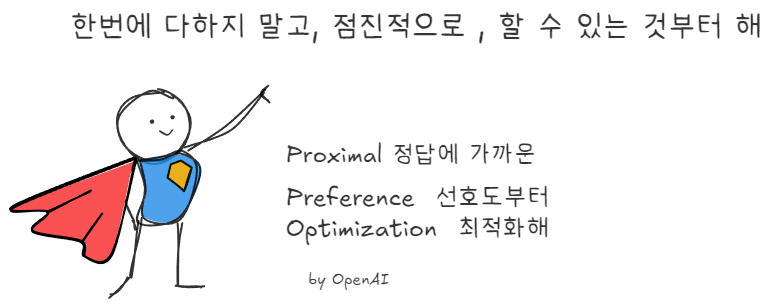 한번에 다하지 말고, 점진적으로 , 할 수 있는 것부터 해
Proximal 정답에 가까운
Preference 선호도부터
Optimization 최적화해
by OpenAI